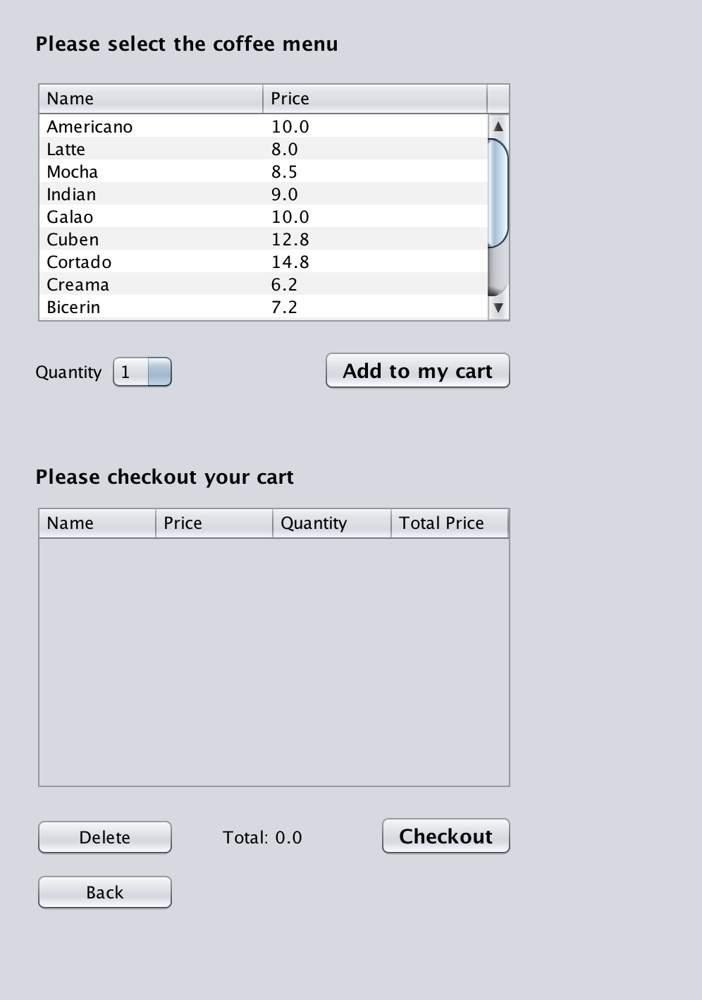 Please select the coffee menu
Name Price
Americano 10.0
Latte 8.0
Mocha 8.5
Indian 9.0
Galao 10.0
Cuben 12.8
Cortado 14.8
Creama 6.2
Bicerin 7.2
Quantity 1 Add to my cart
Please checkout your cart
Name Price Quantity Total Price
Delete Total: 0.0 Checkout
Back